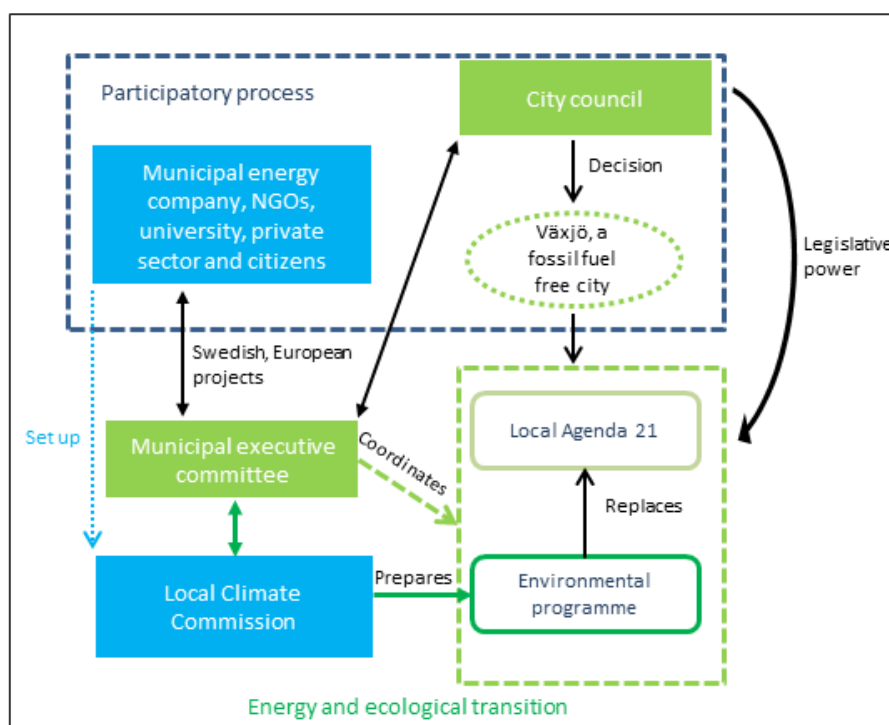 Participatory process
City council
Municipal energy
company, NGOs,
university, private
sector and citizens
Decision
Växjö, a
fossil fuel
free city
Legislative
power
Swedish, European
projects
Set up
Municipal executive
committee
Coordinates
Local Agenda 21
Replaces
Local Climate
Commission
Prepares
Environmental
programme
Energy and ecological transition